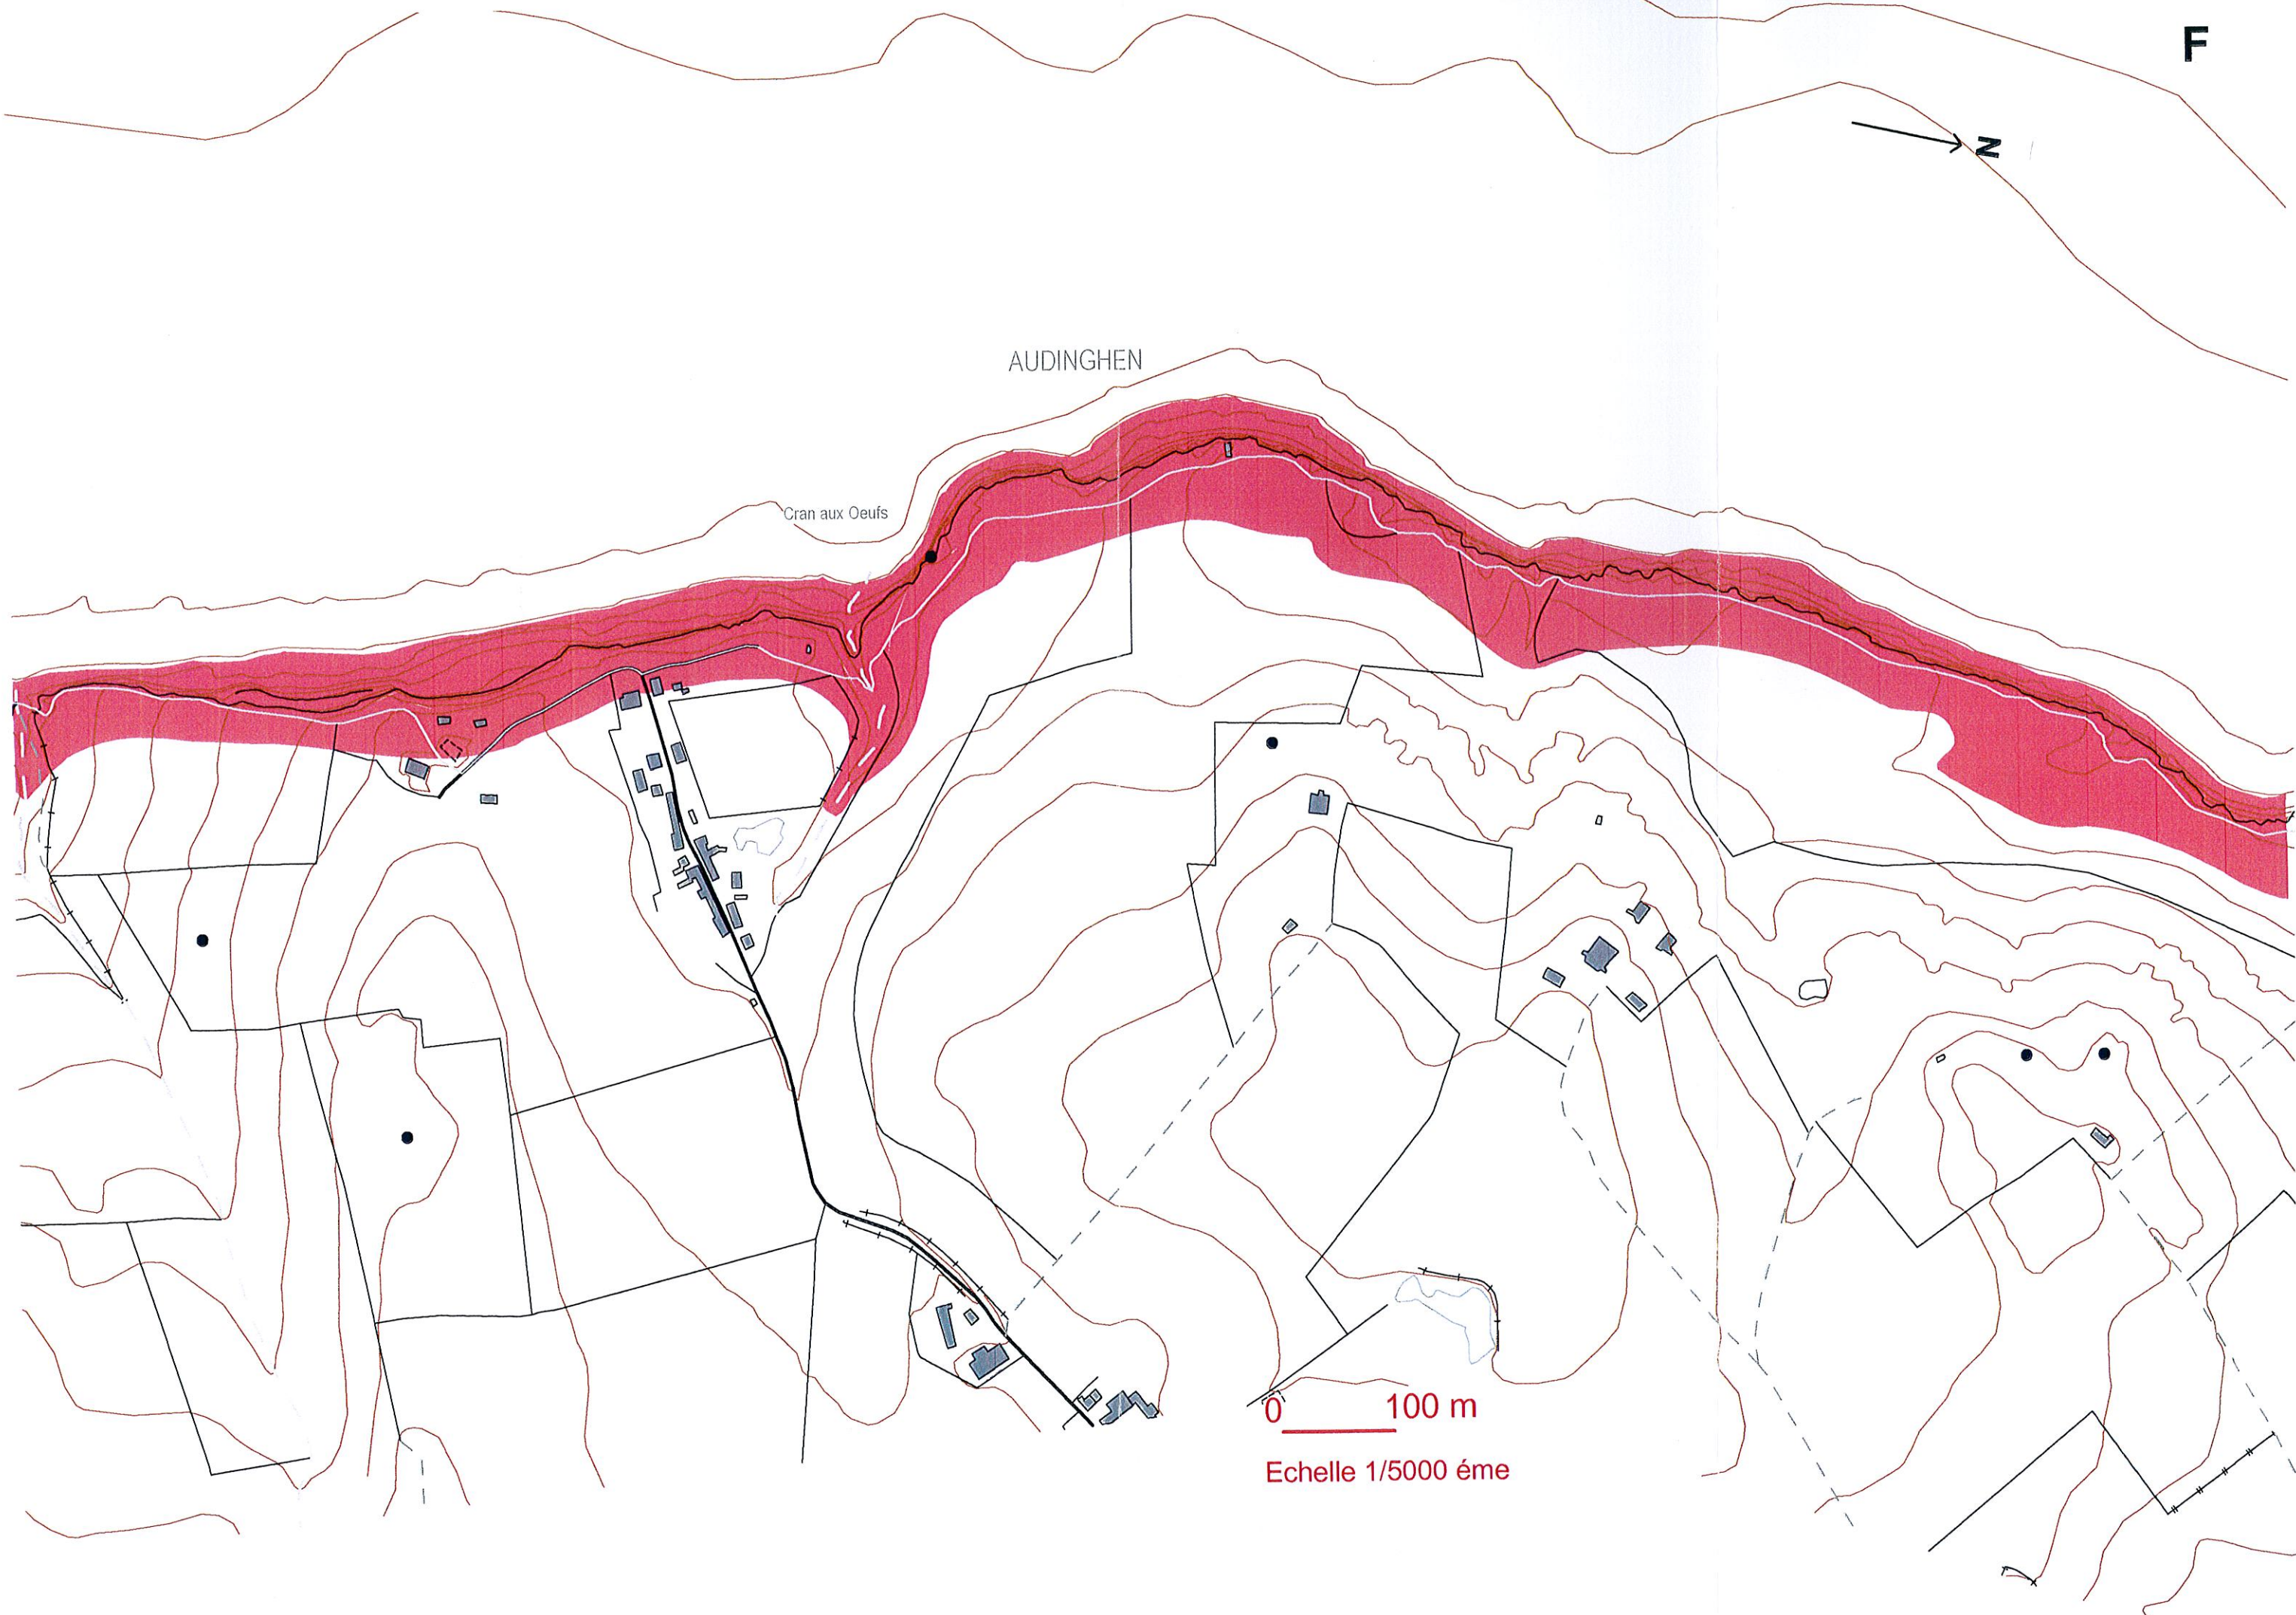 F
N
AUDINGHEN
Cran aux Oeufs
0 100 m
Echelle 1/5000 éme